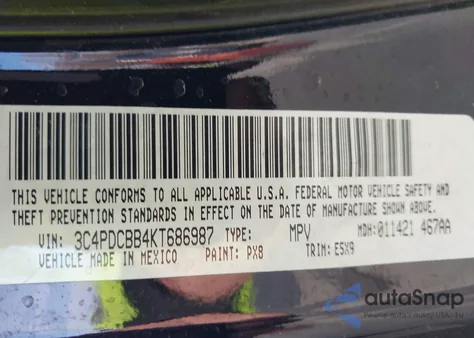 THIS VEHICLE CONFORMS TO ALL APPLICABLE U.S.A. FEDERAL MOTOR VEHICLE SAFETY AND
THEFT PREVENTION STANDARDS IN EFFECT ON THE DATE OF MANUFACTURE SHOWN ABOVE.
VIN: 3C4PDCBB4KT686987 TYPE: MPV MDH: 011421 467AA
VEHICLE MADE IN MEXICO PAINT: PX8 TRIM: E5X9
autoSnap